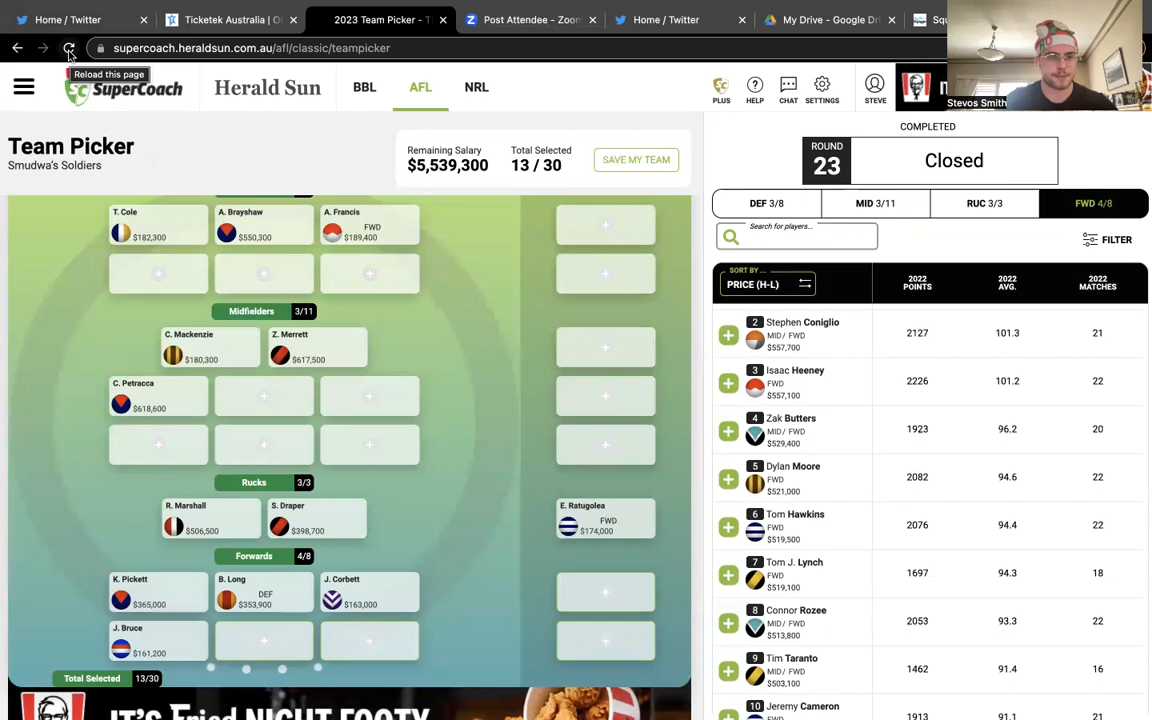 Home / Twitter
Ticketek Australia | O
2023 Team Picker - T
Post Attendee - Zoom
Home / Twitter
My Drive - Google Dri
Squ
supercoach.heraldsun.com.au/afl/classic/teampicker
Reload this page
SUPERCOACH
Herald Sun
BBL
AFL
NRL
PLUS
HELP
CHAT
SETTINGS
STEVE
Stevos Smith
Team Picker
Smudwa's Soldiers
Remaining Salary
$5,539,300
Total Selected
13 / 30
SAVE MY TEAM
COMPLETED
ROUND
23
Closed
DEF 3/8
MID 3/11
RUC 3/3
FWD 4/8
Search for players...
FILTER
SORT BY ...
PRICE (H-L)
2022 POINTS
2022 AVG.
2022 MATCHES
T. Cole
$182,300
A. Brayshaw
$550,300
A. Francis
FWD
$189,400
Midfielders 3/11
C. Mackenzie
$180,300
Z. Merrett
$617,500
C. Petracca
$618,600
Rucks 3/3
R. Marshall
$506,500
S. Draper
$398,700
E. Ratugolea
FWD
$174,000
Forwards 4/8
K. Pickett
$365,000
B. Long
DEF
$353,900
J. Corbett
$163,000
J. Bruce
$161,200
Total Selected 13/30
IT'S Fried NIGHT FOOTY
KFC
2 Stephen Coniglio
MID/ FWD
$557,700
2127 101.3 21
3 Isaac Heeney
FWD
$557,100
2226 101.2 22
4 Zak Butters
MID/ FWD
$529,400
1923 96.2 20
5 Dylan Moore
FWD
$521,000
2082 94.6 22
6 Tom Hawkins
FWD
$519,500
2076 94.4 22
7 Tom J. Lynch
FWD
$519,100
1697 94.3 18
8 Connor Rozee
MID/ FWD
$513,800
2053 93.3 22
9 Tim Taranto
MID/ FWD
$503,100
1462 91.4 16
10 Jeremy Cameron
FWD
1913 91.1 21